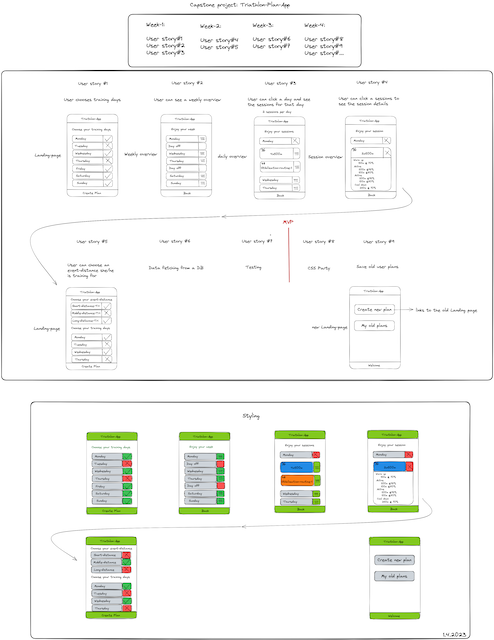 Capstone project: Triathlon-Plan-App
Week-1: Week-2: Week-3: Week-4:
User story#1 User story#4 User story#6 User story#8
User story#2 User story#5 User story#7 User story#9
User story#3 User story#...
User story #1 User story #2 User story #3 User story #4
User chooses training days
User can see a weekly overview
User can click a day and see
the sessions for that day
User can click a sessions to
see the session details
Landing-page
Triathlon-App
Choose your training days
Monday
Tuesday
Wednesday
Thursday
Friday
Saturday
Sunday
Create Plan
Weekly overview
Triathlon-App
Enjoy your week
Monday
Day off
Wednesday
Thursday
Day off
Saturday
Sunday
Back
daily overview
Triathlon-App
Enjoy your sessions
Monday
Wednesday
Thursday
Back
Session overview
Triathlon-App
Enjoy your session
Monday
Back
MVP
User story #5 User story #6 User story #7 User story #8 User story #9
User can choose an
event-distance she/he
is training for
Data Fetching from a DB
Testing
CSS Party
Save old user plans
Landing-page
Triathlon-App
Choose your event-distance
Choose your training days
Monday
Tuesday
Wednesday
Thursday
Create Plan
new Landing-page
Triathlon-App
Create new plan
My old plans
Welcome
links to the old Landing page
Styling
Triathlon-App
Choose your training days
Monday
Tuesday
Wednesday
Thursday
Friday
Saturday
Sunday
Create Plan
Triathlon-App
Enjoy your week
Monday
Day off
Wednesday
Thursday
Day off
Saturday
Sunday
Back
Triathlon-App
Enjoy your sessions
Monday
Wednesday
Thursday
Back
Triathlon-App
Enjoy your session
Monday
Back
Triathlon-App
Choose your event-distance
Choose your training days
Monday
Tuesday
Wednesday
Thursday
Create Plan
Triathlon-App
Create new plan
My old plans
Welcome
1.4.2023